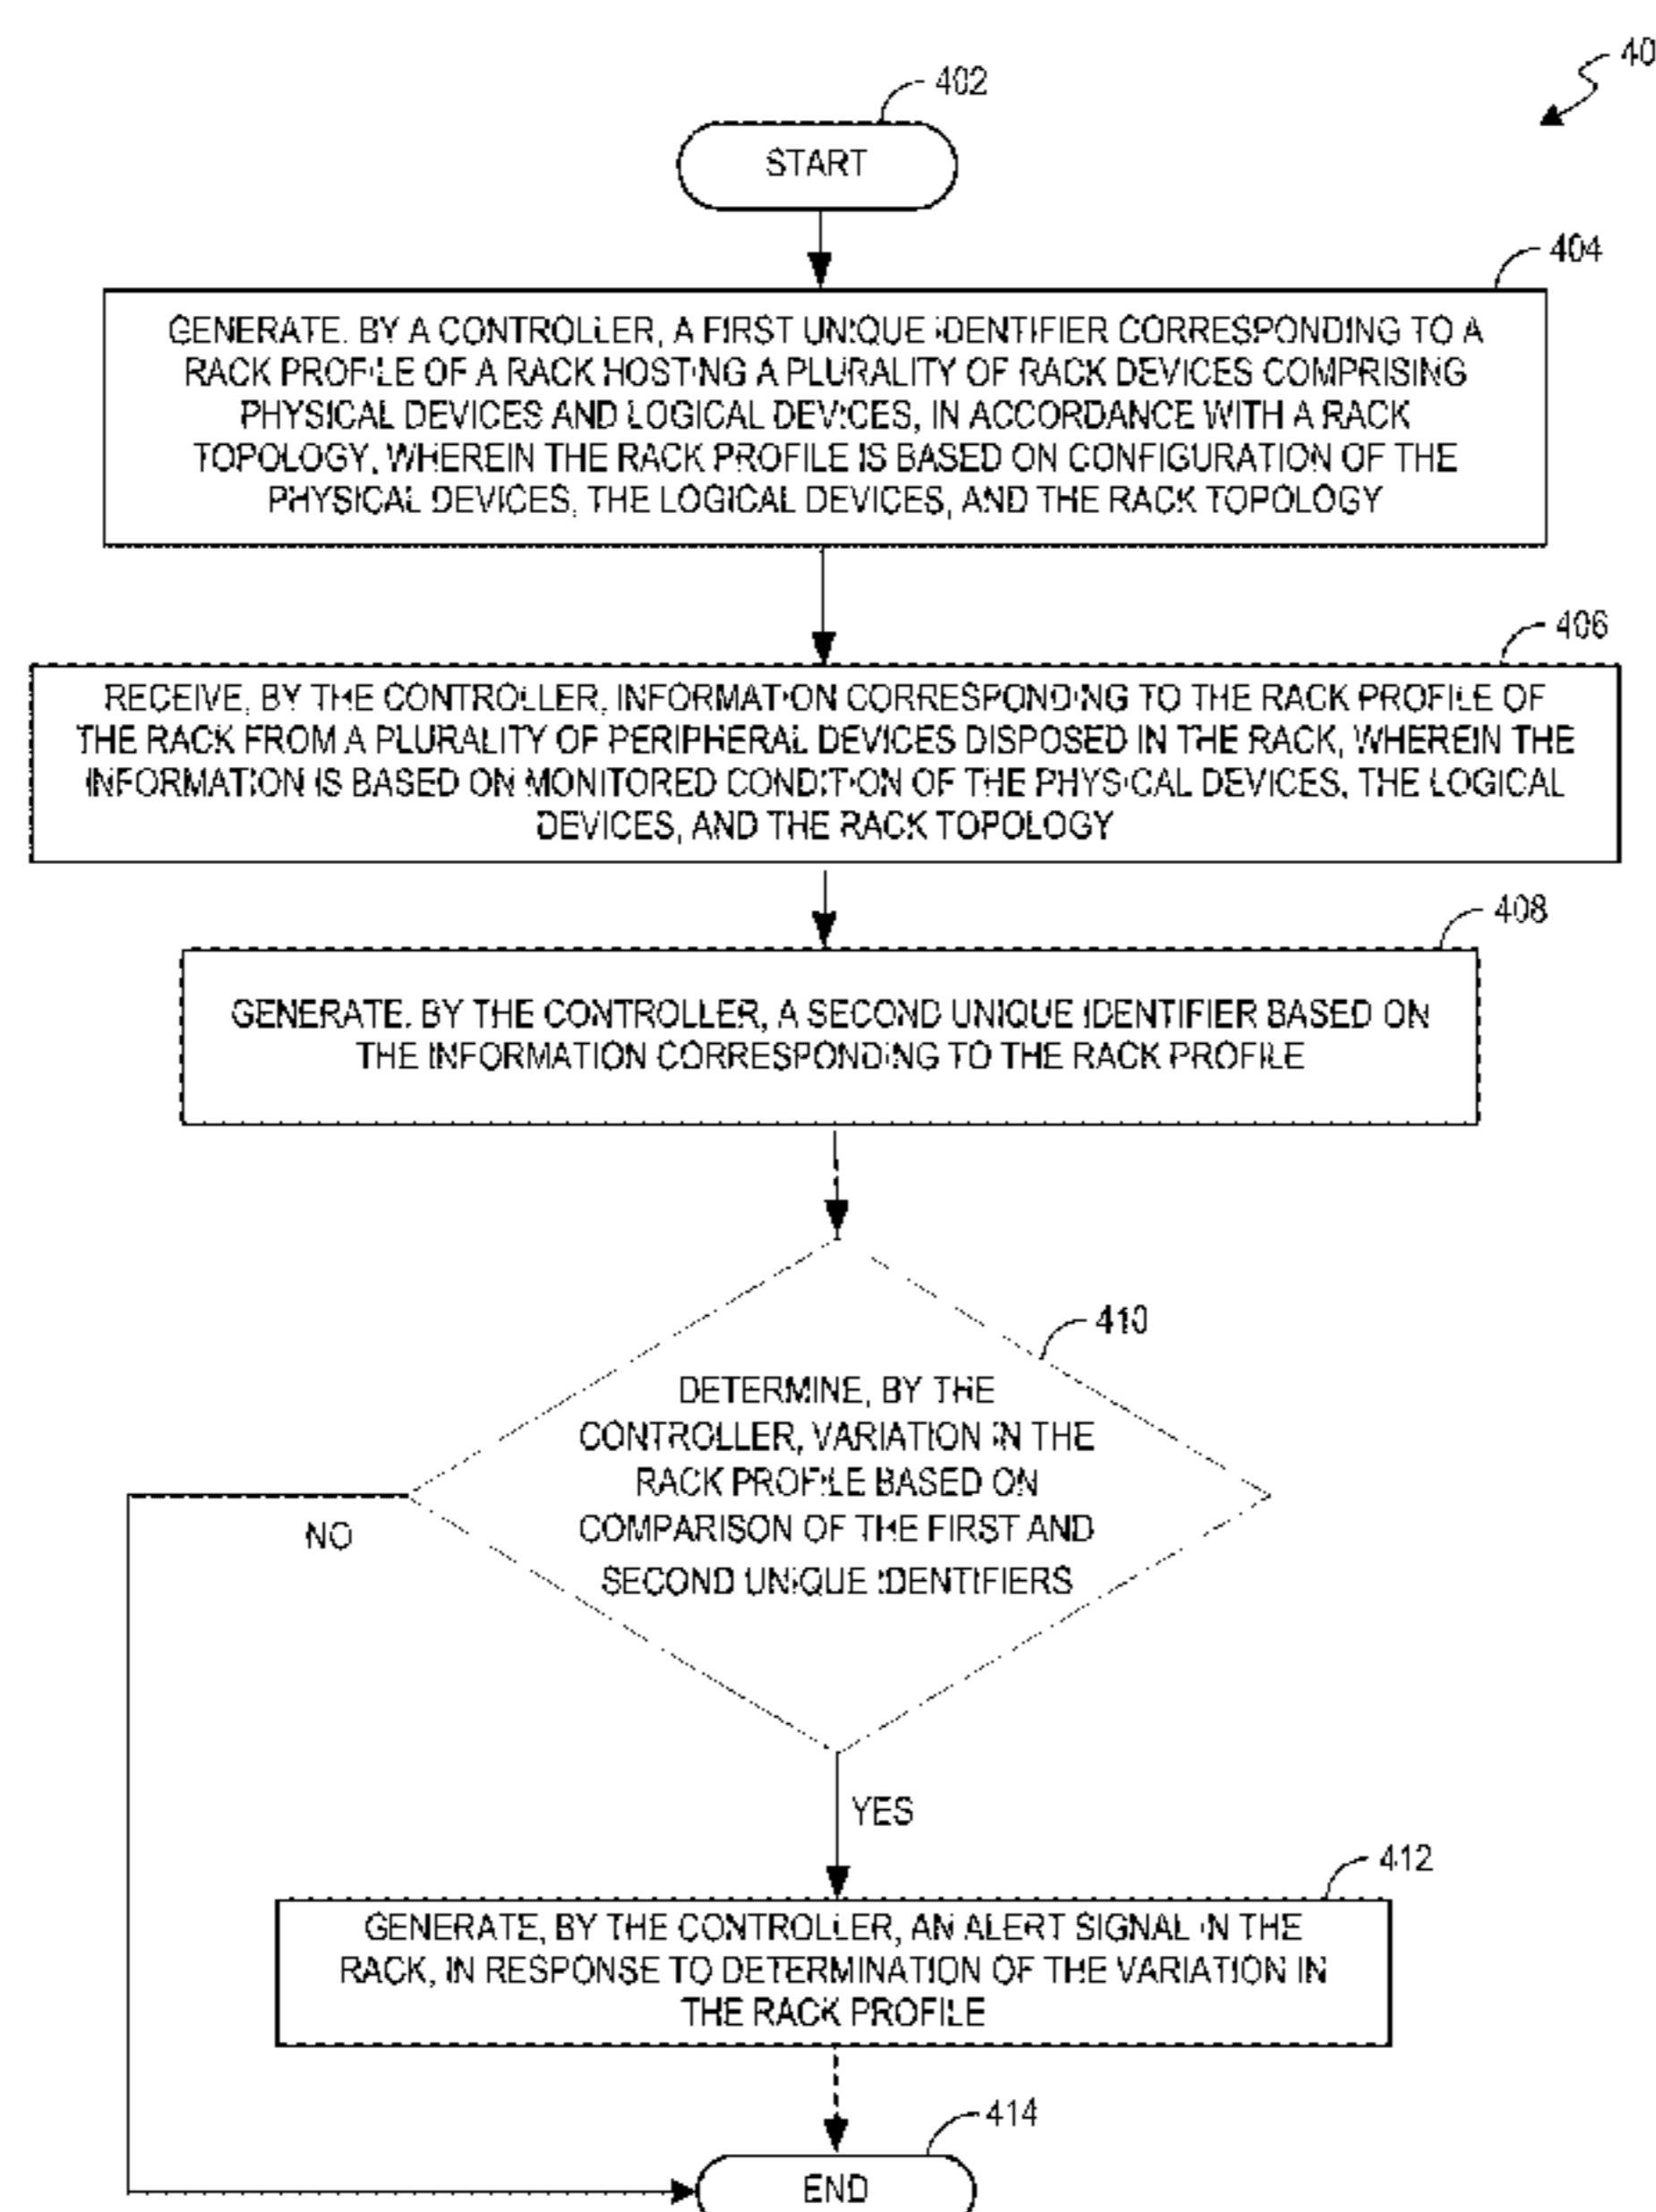 40
402
START
404
GENERATE, BY A CONTROLLER, A FIRST UNIQUE IDENTIFIER CORRESPONDING TO A
RACK PROFILE OF A RACK HOSTING A PLURALITY OF RACK DEVICES COMPRISING
PHYSICAL DEVICES AND LOGICAL DEVICES, IN ACCORDANCE WITH A RACK
TOPOLOGY, WHEREIN THE RACK PROFILE IS BASED ON CONFIGURATION OF THE
PHYSICAL DEVICES, THE LOGICAL DEVICES, AND THE RACK TOPOLOGY
406
RECEIVE, BY THE CONTROLLER, INFORMATION CORRESPONDING TO THE RACK PROFILE OF
THE RACK FROM A PLURALITY OF PERIPHERAL DEVICES DISPOSED IN THE RACK, WHEREIN THE
INFORMATION IS BASED ON MONITORED CONDITION OF THE PHYSICAL DEVICES, THE LOGICAL
DEVICES, AND THE RACK TOPOLOGY
408
GENERATE, BY THE CONTROLLER, A SECOND UNIQUE IDENTIFIER BASED ON
THE INFORMATION CORRESPONDING TO THE RACK PROFILE
410
DETERMINE, BY THE
CONTROLLER, VARIATION IN THE
RACK PROFILE BASED ON
COMPARISON OF THE FIRST AND
SECOND UNIQUE IDENTIFIERS
NO
YES
412
GENERATE, BY THE CONTROLLER, AN ALERT SIGNAL IN THE
RACK, IN RESPONSE TO DETERMINATION OF THE VARIATION IN
THE RACK PROFILE
414
END